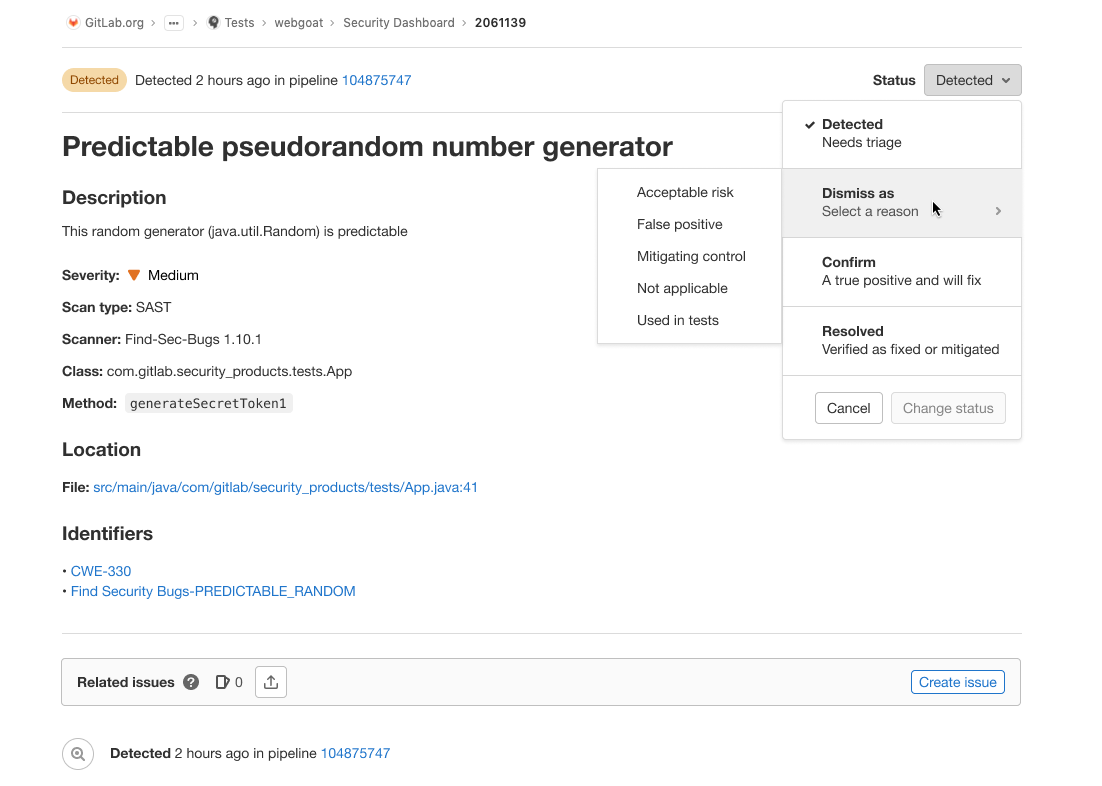 GitLab.org › ••• › Tests › webgoat › Security Dashboard › 2061139
Detected Detected 2 hours ago in pipeline 104875747
Status Detected
Predictable pseudorandom number generator
Description
This random generator (java.util.Random) is predictable
Severity: Medium
Scan type: SAST
Scanner: Find-Sec-Bugs 1.10.1
Class: com.gitlab.security_products.tests.App
Method: generateSecretToken1
Location
File: src/main/java/com/gitlab/security_products/tests/App.java:41
Identifiers
• CWE-330
• Find Security Bugs-PREDICTABLE_RANDOM
Detected
Needs triage
Dismiss as
Select a reason
Acceptable risk
False positive
Mitigating control
Not applicable
Used in tests
Confirm
A true positive and will fix
Resolved
Verified as fixed or mitigated
Cancel Change status
Related issues ? 0 Create issue
Detected 2 hours ago in pipeline 104875747